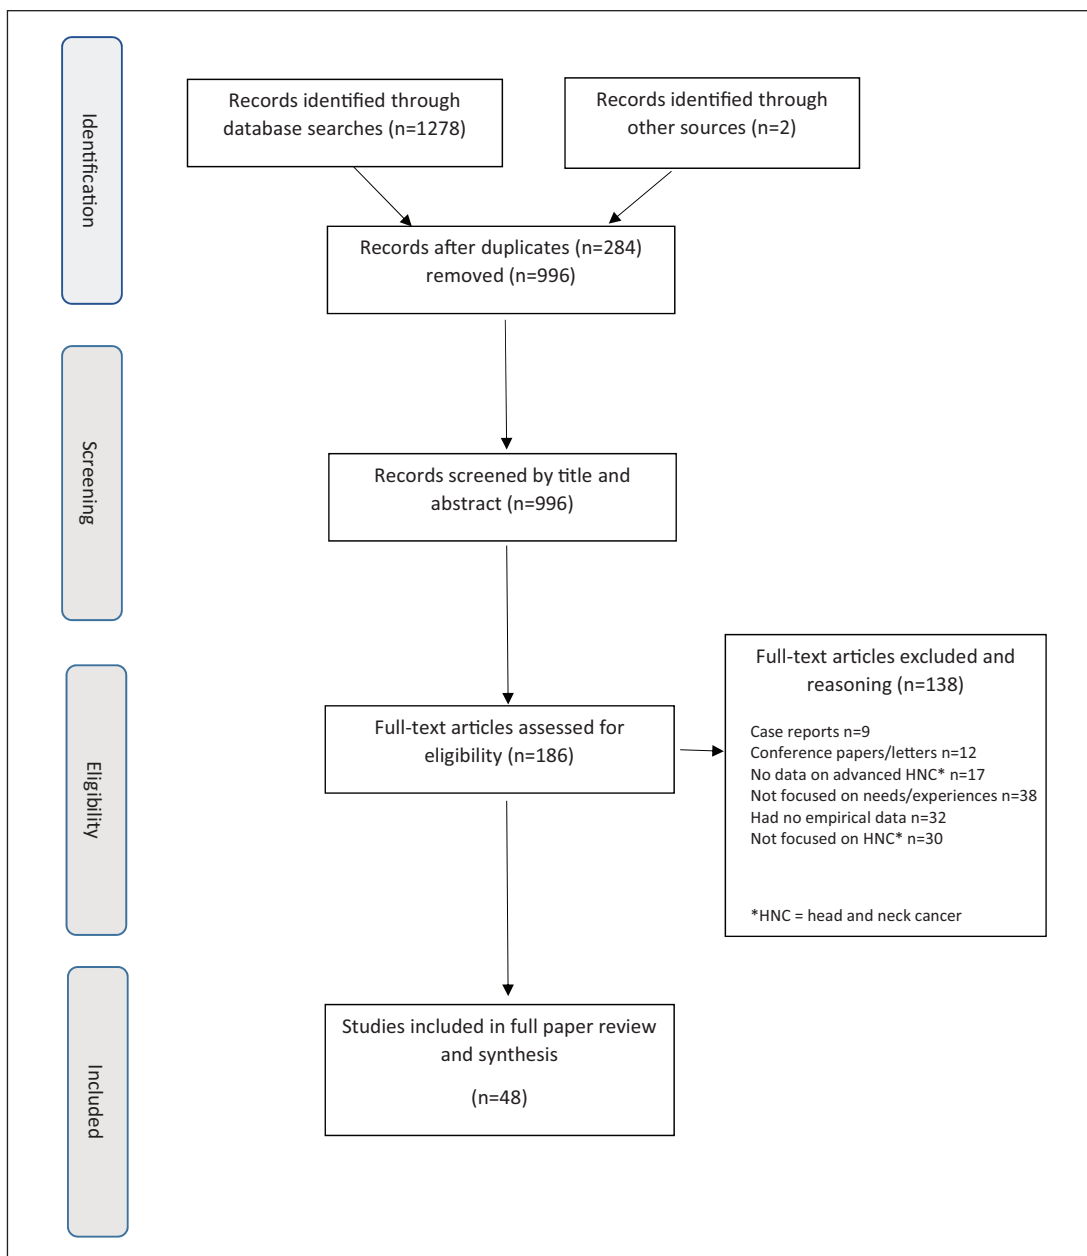 Identification
Records identified through
database searches (n=1278)
Records identified through
other sources (n=2)
Records after duplicates (n=284)
removed (n=996)
Screening
Records screened by title and
abstract (n=996)
Eligibility
Full-text articles assessed for
eligibility (n=186)
Full-text articles excluded and
reasoning (n=138)
Case reports n=9
Conference papers/letters n=12
No data on advanced HNC* n=17
Not focused on needs/experiences n=38
Had no empirical data n=32
Not focused on HNC* n=30
*HNC = head and neck cancer
Included
Studies included in full paper review
and synthesis
(n=48)